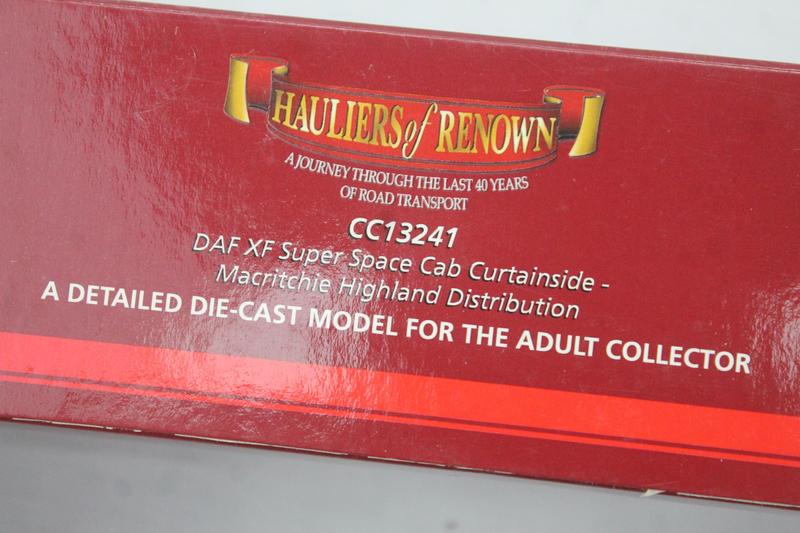 HAULIERS of RENOWN
A JOURNEY THROUGH THE LAST 40 YEARS
OF ROAD TRANSPORT
CC13241
DAF XF Super Space Cab Curtainside -
Macritchie Highland Distribution
A DETAILED DIE-CAST MODEL FOR THE ADULT COLLECTOR